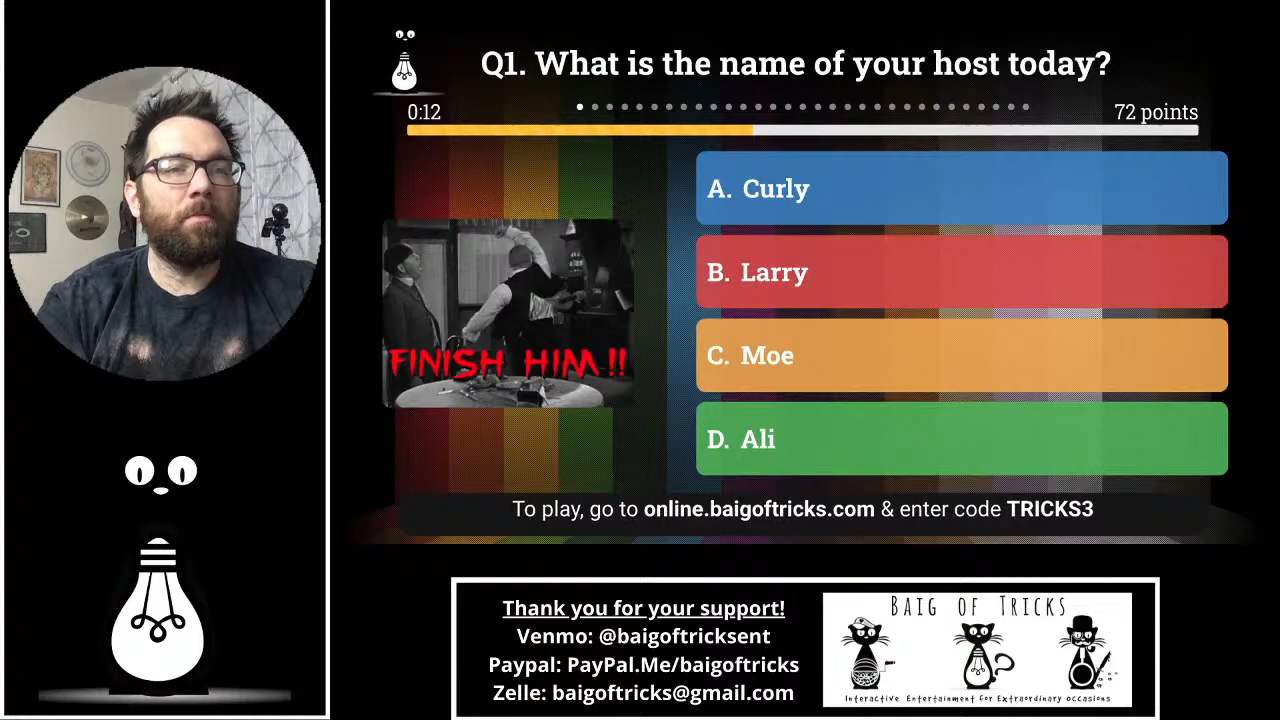 Q1. What is the name of your host today?
0:12
72 points
A. Curly
B. Larry
C. Moe
D. Ali
FINISH HIM!!
To play, go to online.baigoftricks.com & enter code TRICKS3
Thank you for your support!
Venmo: @baigoftricksent
Paypal: PayPal.Me/baigoftricks
Zelle: baigoftricks@gmail.com
BAIG OF TRICKS
Interactive Entertainment for Extraordinary occasions